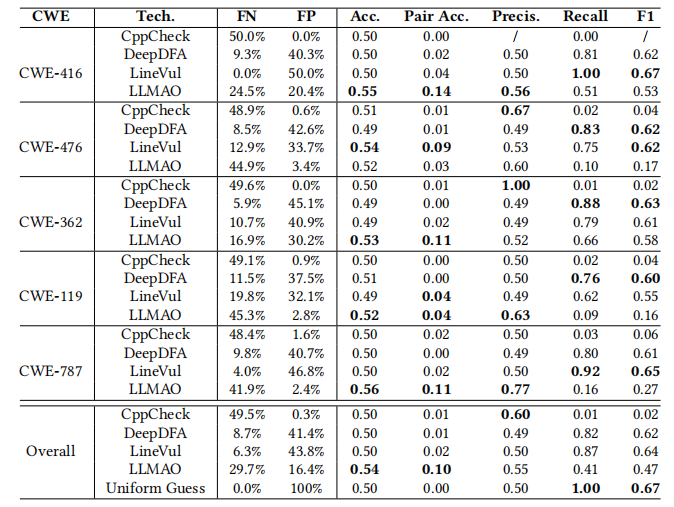 CWE Tech. FN FP Acc. Pair Acc. Precis. Recall F1
CppCheck 50.0% 0.0% 0.50 0.00 / 0.00 /
DeepDFA 9.3% 40.3% 0.50 0.02 0.50 0.81 0.62
CWE-416 LineVul 0.0% 50.0% 0.50 0.04 0.50 1.00 0.67
LLMAO 24.5% 20.4% 0.55 0.14 0.56 0.51 0.53
CppCheck 48.9% 0.6% 0.51 0.01 0.67 0.02 0.04
DeepDFA 8.5% 42.6% 0.49 0.01 0.49 0.83 0.62
CWE-476 LineVul 12.9% 33.7% 0.54 0.09 0.53 0.75 0.62
LLMAO 44.9% 3.4% 0.52 0.03 0.60 0.10 0.17
CppCheck 49.6% 0.0% 0.50 0.01 1.00 0.01 0.02
DeepDFA 5.9% 45.1% 0.49 0.00 0.49 0.88 0.63
CWE-362 LineVul 10.7% 40.9% 0.49 0.02 0.49 0.79 0.61
LLMAO 16.9% 30.2% 0.53 0.11 0.52 0.66 0.58
CppCheck 49.1% 0.9% 0.50 0.00 0.50 0.02 0.04
DeepDFA 11.5% 37.5% 0.51 0.00 0.50 0.76 0.60
CWE-119 LineVul 19.8% 32.1% 0.49 0.04 0.49 0.62 0.55
LLMAO 45.3% 2.8% 0.52 0.04 0.63 0.09 0.16
CppCheck 48.4% 1.6% 0.50 0.02 0.50 0.03 0.06
DeepDFA 9.8% 40.7% 0.50 0.00 0.49 0.80 0.61
CWE-787 LineVul 4.0% 46.8% 0.50 0.02 0.50 0.92 0.65
LLMAO 41.9% 2.4% 0.56 0.11 0.77 0.16 0.27
CppCheck 49.5% 0.3% 0.50 0.01 0.60 0.01 0.02
DeepDFA 8.7% 41.4% 0.50 0.01 0.49 0.82 0.62
Overall LineVul 6.3% 43.8% 0.50 0.02 0.50 0.87 0.64
LLMAO 29.7% 16.4% 0.54 0.10 0.55 0.41 0.47
Uniform Guess 0.0% 100% 0.50 0.00 0.50 1.00 0.67